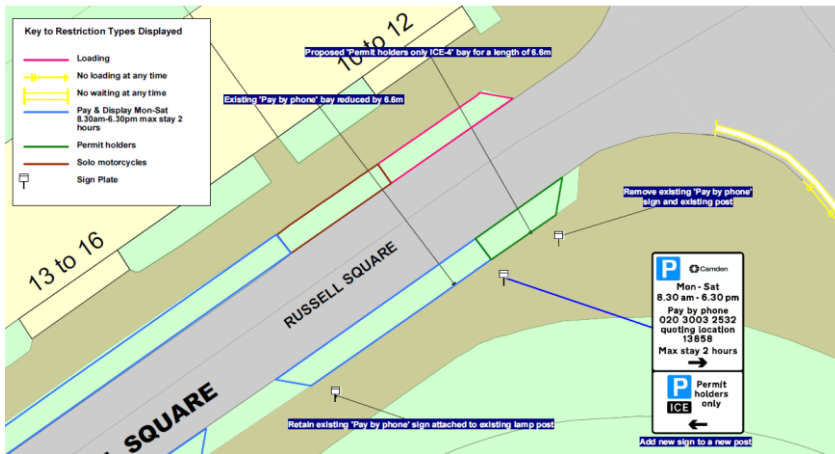 Key to Restriction Types Displayed
Loading
No loading at any time
No waiting at any time
Pay & Display Mon-Sat
8.30am-6.30pm max stay 2
hours
Permit holders
Solo motorcycles
Sign Plate
10 to 12
Proposed 'Permit holders only ICE-4' bay for a length of 6.6m
Existing 'Pay by phone' bay reduced by 6.6m
13 to 16
RUSSELL SQUARE
Remove existing 'Pay by phone'
sign and existing post
P Camden
Mon - Sat
8.30 am - 6.30 pm
Pay by phone
020 3003 2532
quoting location
13858
Max stay 2 hours
P Permit
holders
ICE only
Add new sign to a new post
Retain existing 'Pay by phone' sign attached to existing lamp post
L SQUARE